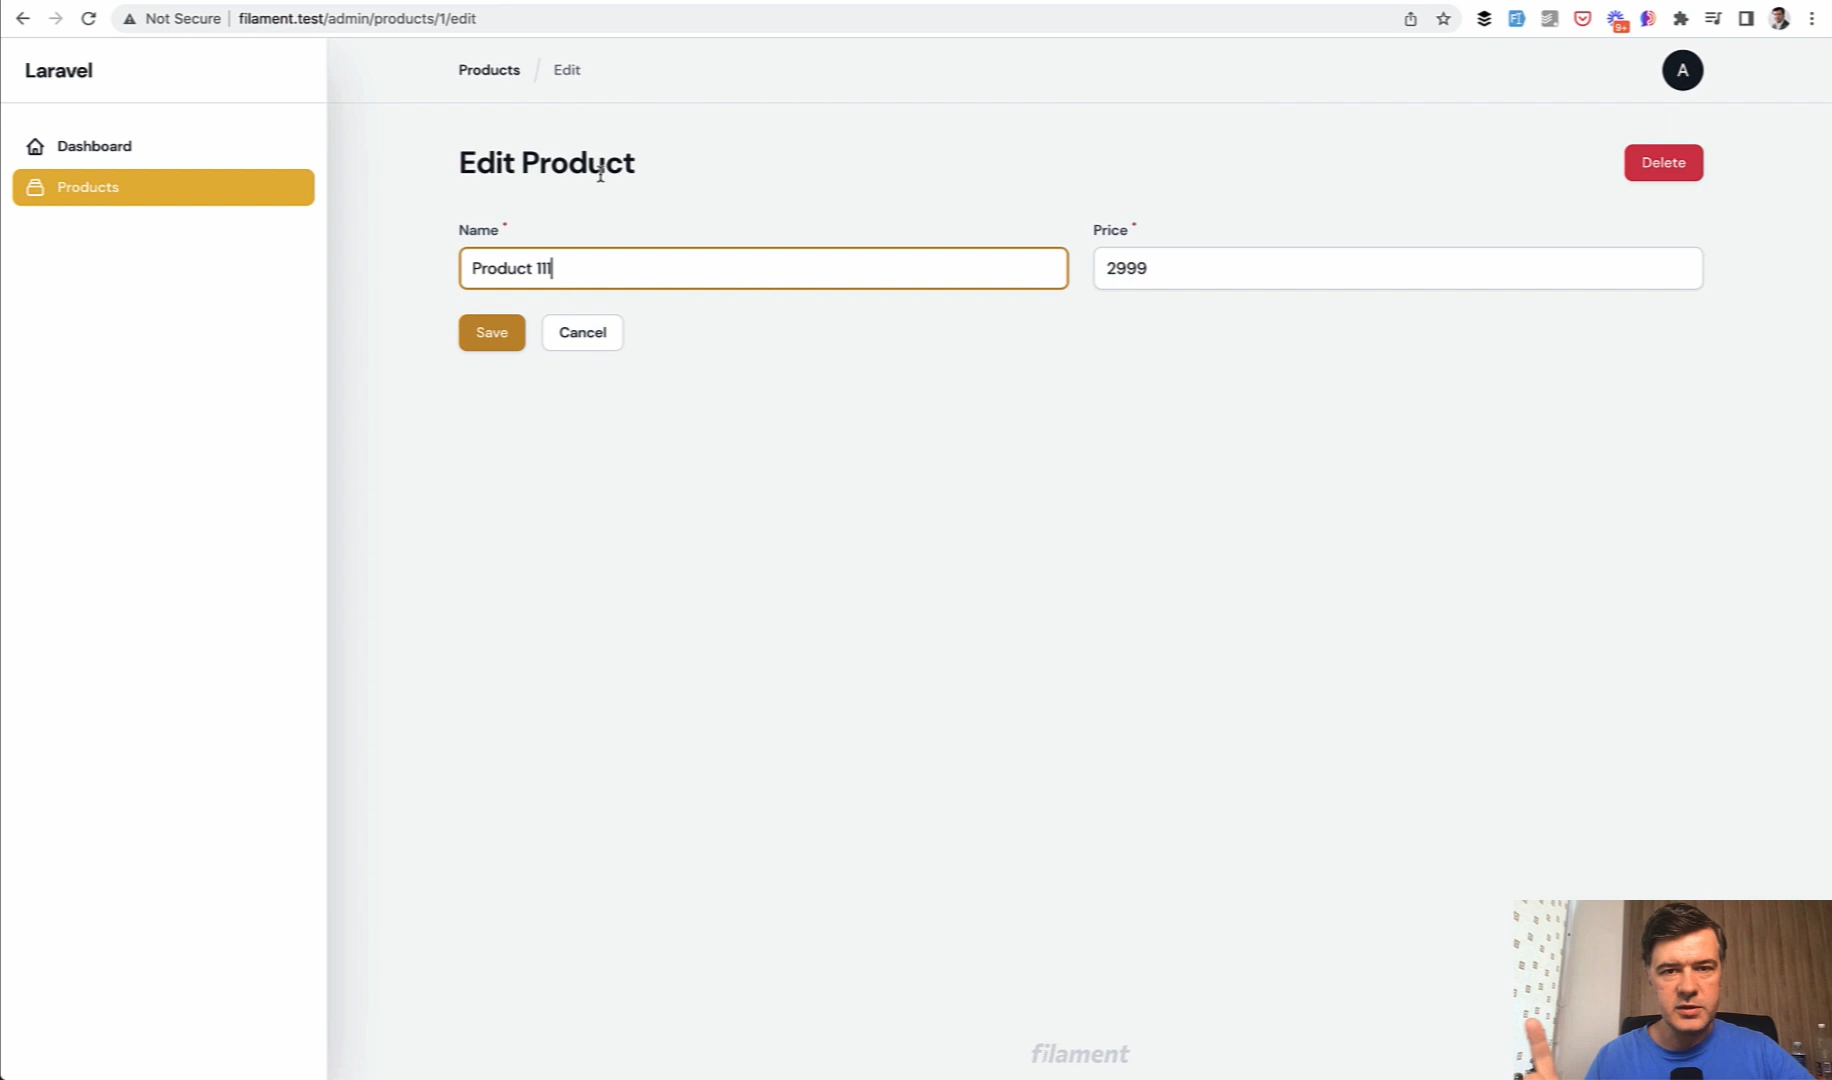 Not Secure
filament.test/admin/products/1/edit
9+
Laravel
Products
Edit
A
Dashboard
Products
Edit Product
Delete
Name *
Price *
Product 111
2999
Save
Cancel
filament